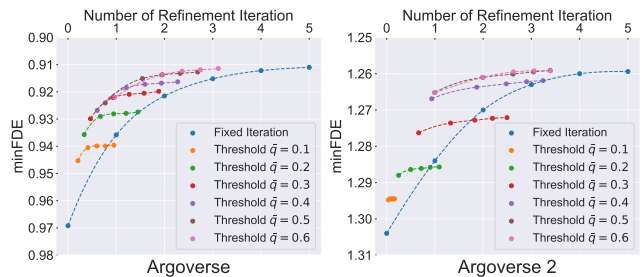 Number of Refinement Iteration
0 1 2 3 4 5
minFDE
0.90
0.91
0.92
0.93
0.94
0.95
0.96
0.97
0.98
Fixed Iteration
Threshold q̄ = 0.1
Threshold q̄ = 0.2
Threshold q̄ = 0.3
Threshold q̄ = 0.4
Threshold q̄ = 0.5
Threshold q̄ = 0.6
Argoverse
Number of Refinement Iteration
0 1 2 3 4 5
minFDE
1.25
1.26
1.27
1.28
1.29
1.30
1.31
Fixed Iteration
Threshold q̄ = 0.1
Threshold q̄ = 0.2
Threshold q̄ = 0.3
Threshold q̄ = 0.4
Threshold q̄ = 0.5
Threshold q̄ = 0.6
Argoverse 2